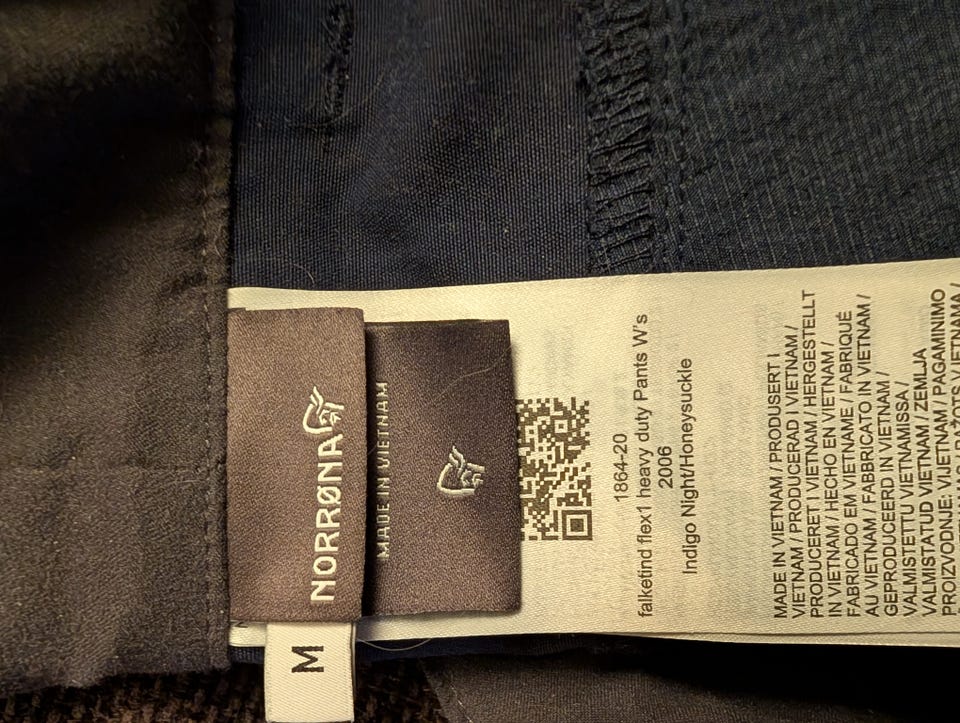 NORRØNA
MADE IN VIETNAM
M
1864-20
falketind flex1 heavy duty Pants W's
2006
Indigo Night/Honeysuckle
MADE IN VIETNAM / PRODUSERT I
VIETNAM / PRODUCERAD I VIETNAM /
PRODUCERET I VIETNAM / HERGESTELLT
IN VIETNAM / HECHO EN VIETNAM /
FABRICADO EM VIETNAME / FABRIQUÉ
AU VIETNAM / FABBRICATO IN VIETNAM /
GEPRODUCEERD IN VIETNAM /
VALMISTETTU VIETNAMISSA /
VALMISTATUD VIETNAM / ZEMLJA
PROIZVODNJE: VIJETNAM / PAGAMINIMO